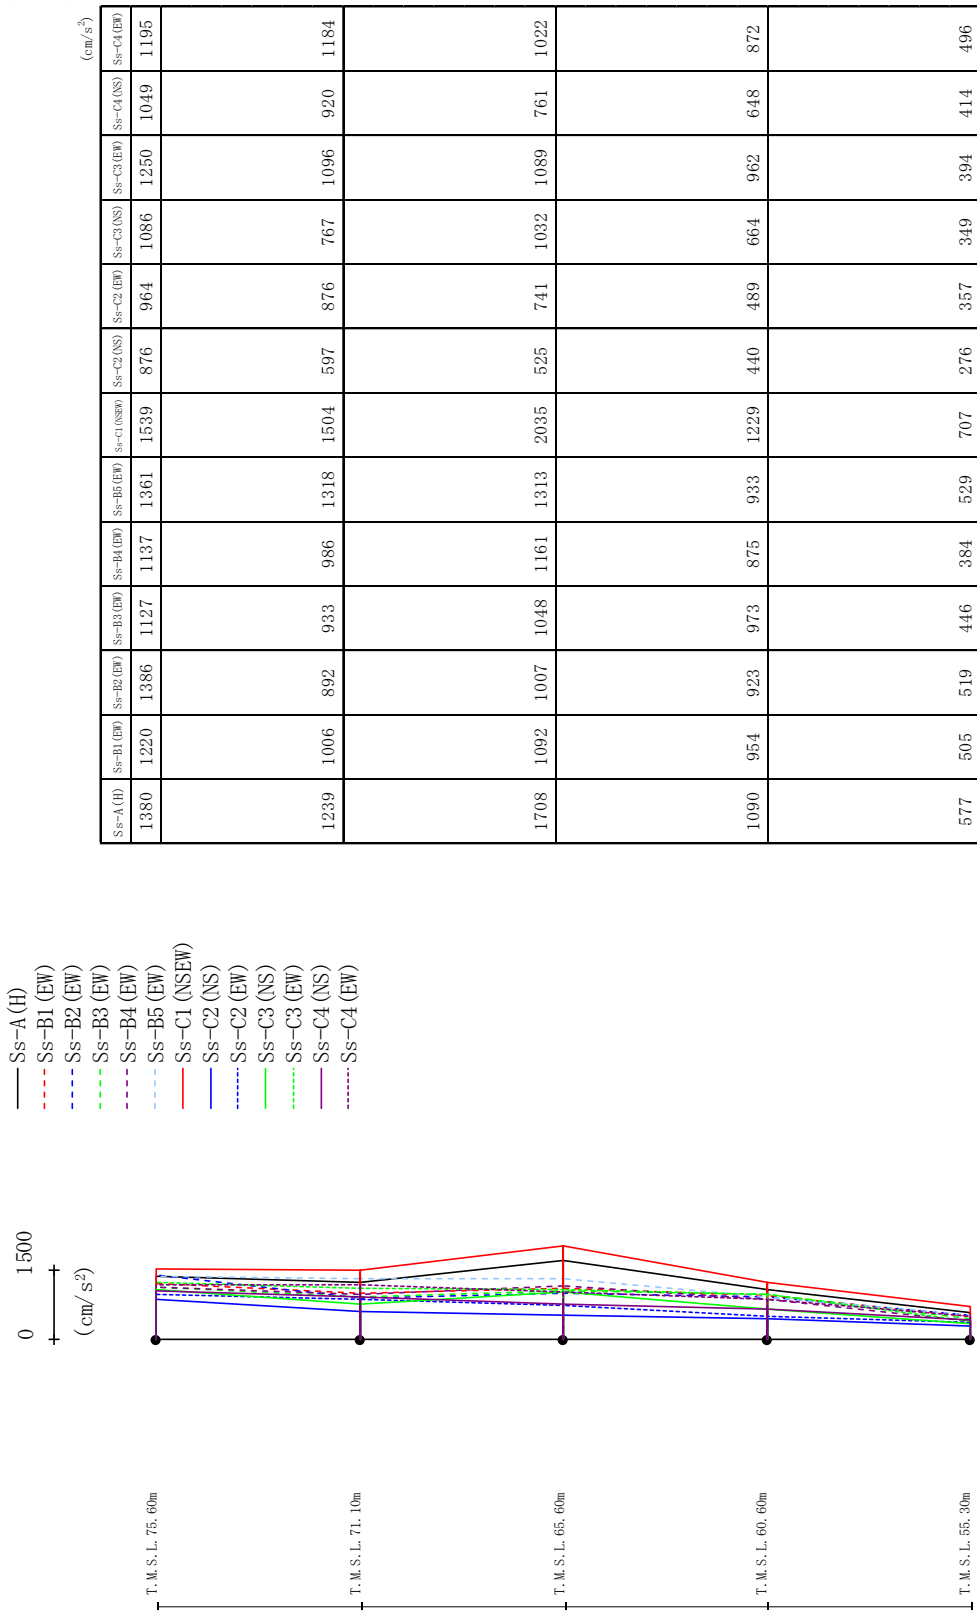 (cm/s²)
Ss-A(H) Ss-B1(EW) Ss-B2(EW) Ss-B3(EW) Ss-B4(EW) Ss-B5(EW) Ss-C1(NSEW) Ss-C2(NS) Ss-C2(EW) Ss-C3(NS) Ss-C3(EW) Ss-C4(NS) Ss-C4(EW)
1380 1220 1386 1127 1137 1361 1539 876 964 1086 1250 1049 1195
1239 1006 892 933 986 1318 1504 597 876 767 1096 920 1184
1708 1092 1007 1048 1161 1313 2035 525 741 1032 1089 761 1022
1090 954 923 973 875 933 1229 440 489 664 962 648 872
577 505 519 446 384 529 707 276 357 349 394 414 496
Ss-A(H)
Ss-B1(EW)
Ss-B2(EW)
Ss-B3(EW)
Ss-B4(EW)
Ss-B5(EW)
Ss-C1(NSEW)
Ss-C2(NS)
Ss-C2(EW)
Ss-C3(NS)
Ss-C3(EW)
Ss-C4(NS)
Ss-C4(EW)
0 1500
(cm/s²)
T.M.S.L.75.60m
T.M.S.L.71.10m
T.M.S.L.65.60m
T.M.S.L.60.60m
T.M.S.L.55.30m